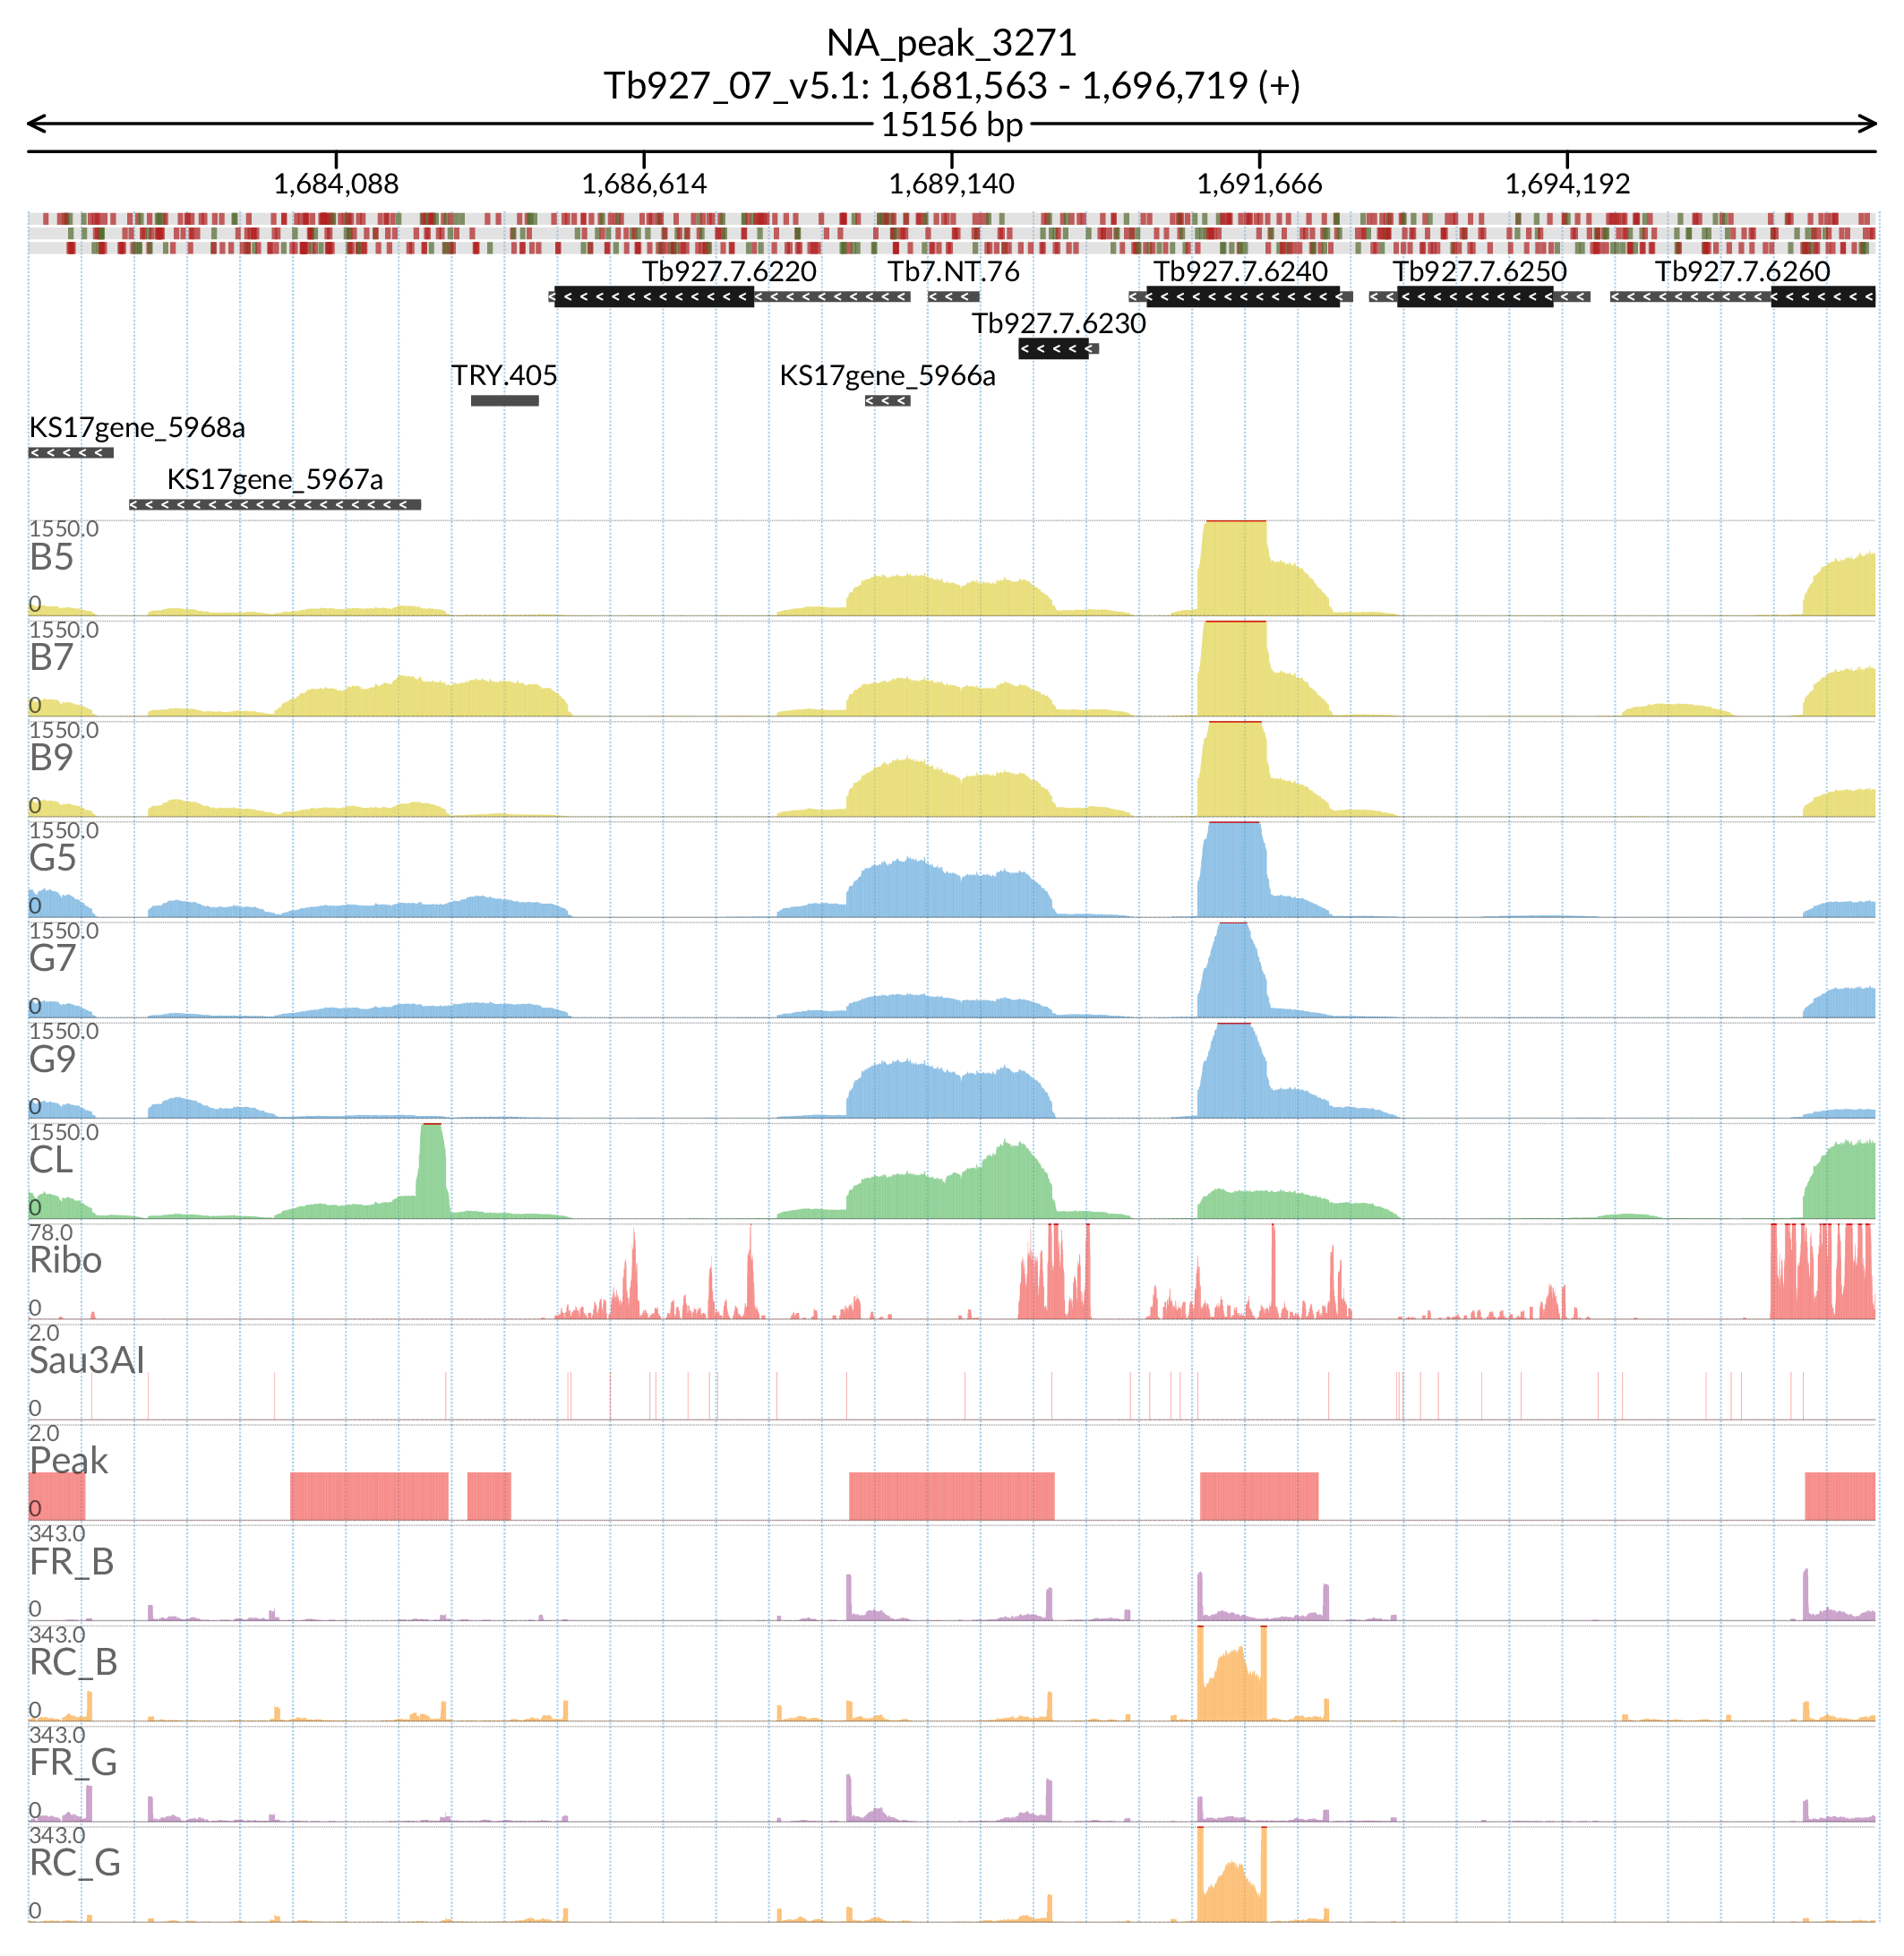 NA_peak_3271
Tb927_07_v5.1: 1,681,563 - 1,696,719 (+)
15156 bp
1,684,088 1,686,614 1,689,140 1,691,666 1,694,192
Tb927.7.6220 Tb7.NT.76 Tb927.7.6240 Tb927.7.6250 Tb927.7.6260
Tb927.7.6230
TRY.405 KS17gene_5966a
KS17gene_5968a
KS17gene_5967a
1550.0
B5
0
1550.0
B7
0
1550.0
B9
0
1550.0
G5
0
1550.0
G7
0
1550.0
G9
0
1550.0
CL
0
78.0
Ribo
0
2.0
Sau3AI
0
2.0
Peak
0
343.0
FR_B
0
343.0
RC_B
0
343.0
FR_G
0
343.0
RC_G
0